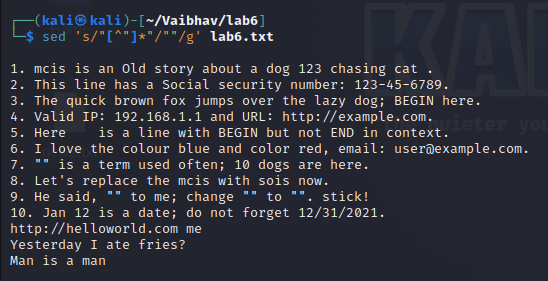 ┌──(kali㉿kali)-[~/Vaibhav/lab6]
└─$ sed 's/"[^"]*"/""/g' lab6.txt
1. mcis is an Old story about a dog 123 chasing cat .
2. This line has a Social security number: 123-45-6789.
3. The quick brown fox jumps over the lazy dog; BEGIN here.
4. Valid IP: 192.168.1.1 and URL: http://example.com.
5. Here    is a line with BEGIN but not END in context.
6. I love the colour blue and color red, email: user@example.com.
7. "" is a term used often; 10 dogs are here.
8. Let's replace the mcis with sois now.
9. He said, "" to me; change "" to "". stick!
10. Jan 12 is a date; do not forget 12/31/2021.
http://helloworld.com me
Yesterday I ate fries?
Man is a man